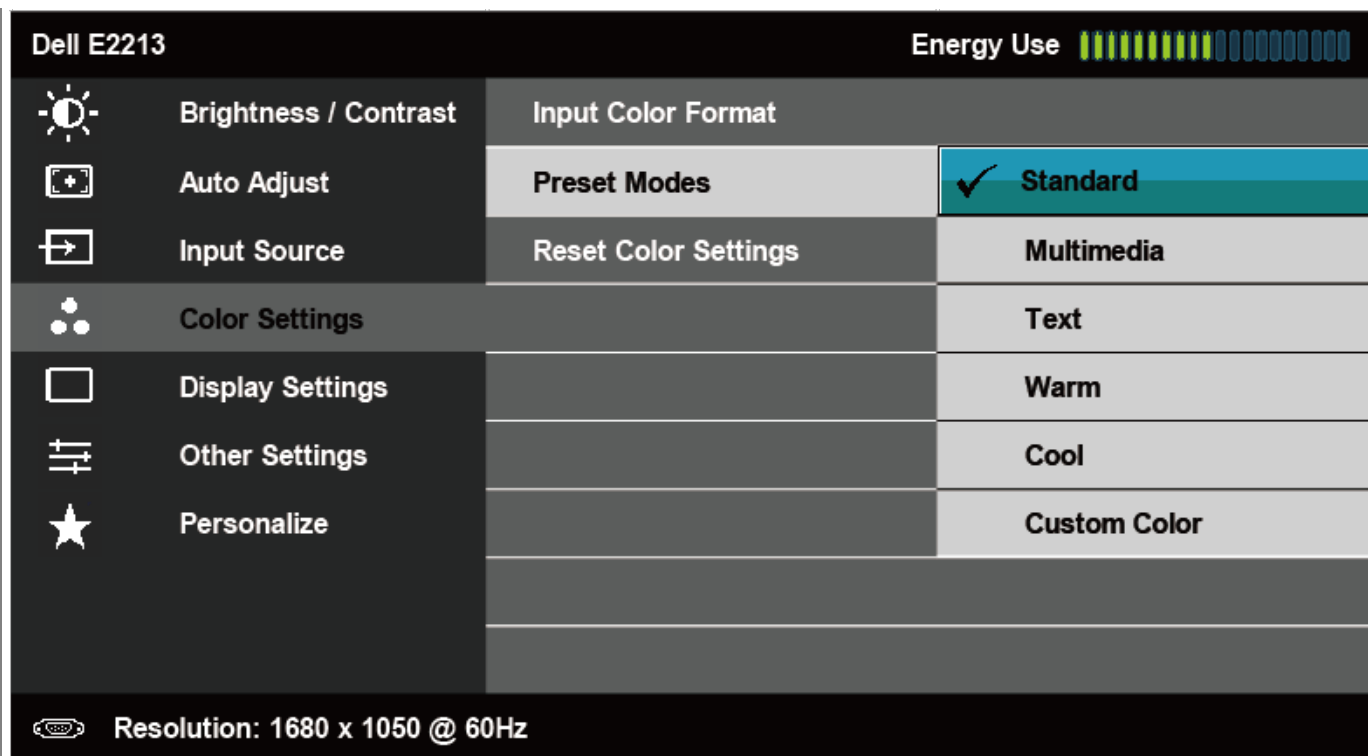 Dell E2213 Energy Use
Brightness / Contrast Input Color Format
Auto Adjust Preset Modes Standard
Input Source Reset Color Settings Multimedia
Color Settings Text
Display Settings Warm
Other Settings Cool
Personalize Custom Color
Resolution: 1680 x 1050 @ 60Hz